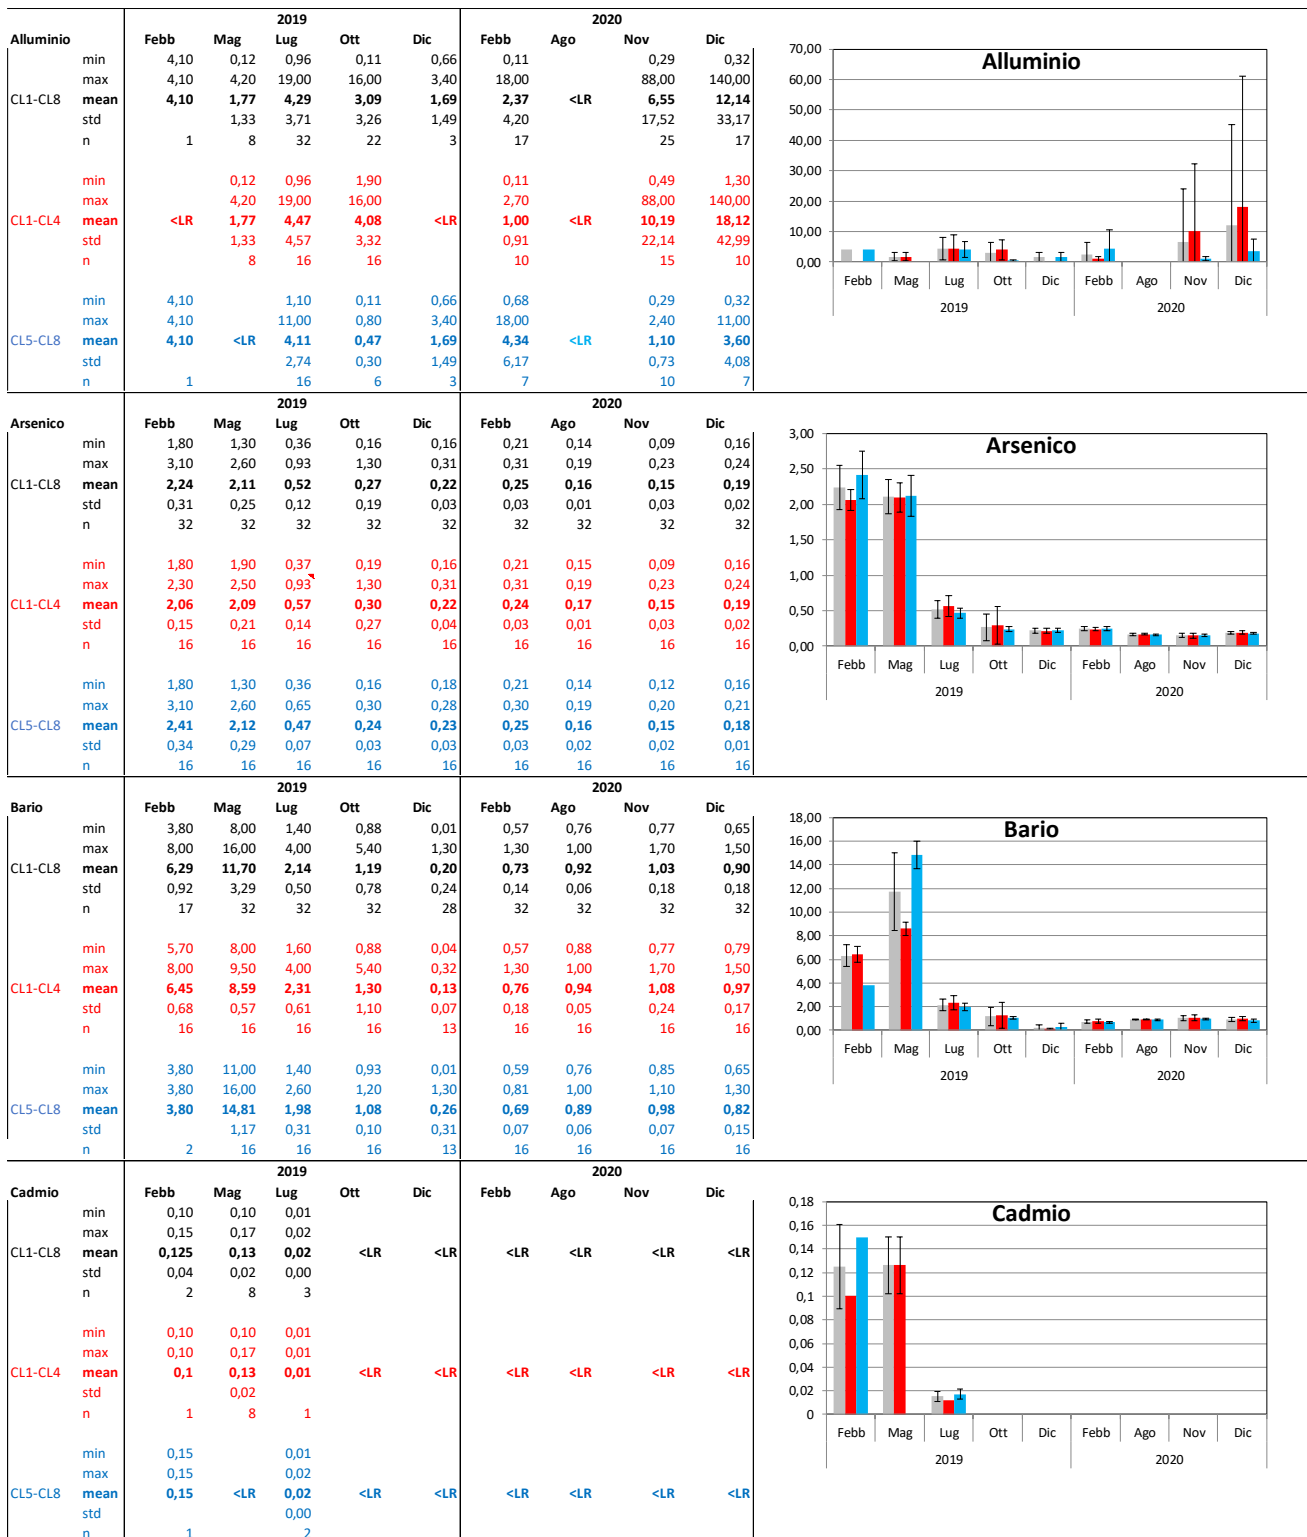 2019 2020
Alluminio Febb Mag Lug Ott Dic Febb Ago Nov Dic
min 4,10 0,12 0,96 0,11 0,66 0,11 0,29 0,32
max 4,10 4,20 19,00 16,00 3,40 18,00 88,00 140,00
CL1-CL8 mean 4,10 1,77 4,29 3,09 1,69 2,37 <LR 6,55 12,14
std 1,33 3,71 3,26 1,49 4,20 17,52 33,17
n 1 8 32 22 3 17 25 17
min 0,12 0,96 1,90 0,11 0,49 1,30
max 4,20 19,00 16,00 2,70 88,00 140,00
CL1-CL4 mean <LR 1,77 4,47 4,08 <LR 1,00 <LR 10,19 18,12
std 1,33 4,57 3,32 0,91 22,14 42,99
n 8 16 16 10 15 10
min 4,10 1,10 0,11 0,66 0,68 0,29 0,32
max 4,10 11,00 0,80 3,40 18,00 2,40 11,00
CL5-CL8 mean 4,10 <LR 4,11 0,47 1,69 4,34 <LR 1,10 3,60
std 2,74 0,30 1,49 6,17 0,73 4,08
n 1 16 6 3 7 10 7
Alluminio
70,00
60,00
50,00
40,00
30,00
20,00
10,00
0,00
Febb Mag Lug Ott Dic Febb Ago Nov Dic
2019 2020
2019 2020
Arsenico Febb Mag Lug Ott Dic Febb Ago Nov Dic
min 1,80 1,30 0,36 0,16 0,16 0,21 0,14 0,09 0,16
max 3,10 2,60 0,93 1,30 0,31 0,31 0,19 0,23 0,24
CL1-CL8 mean 2,24 2,11 0,52 0,27 0,22 0,25 0,16 0,15 0,19
std 0,31 0,25 0,12 0,19 0,03 0,03 0,01 0,03 0,02
n 32 32 32 32 32 32 32 32 32
min 1,80 1,90 0,37 0,19 0,16 0,21 0,15 0,09 0,16
max 2,30 2,50 0,93 1,30 0,31 0,31 0,19 0,23 0,24
CL1-CL4 mean 2,06 2,09 0,57 0,30 0,22 0,24 0,17 0,15 0,19
std 0,15 0,21 0,14 0,27 0,04 0,03 0,01 0,03 0,02
n 16 16 16 16 16 16 16 16 16
min 1,80 1,30 0,36 0,16 0,18 0,21 0,14 0,12 0,16
max 3,10 2,60 0,65 0,30 0,28 0,30 0,19 0,20 0,21
CL5-CL8 mean 2,41 2,12 0,47 0,24 0,23 0,25 0,16 0,15 0,18
std 0,34 0,29 0,07 0,03 0,03 0,03 0,02 0,02 0,01
n 16 16 16 16 16 16 16 16 16
Arsenico
3,00
2,50
2,00
1,50
1,00
0,50
0,00
Febb Mag Lug Ott Dic Febb Ago Nov Dic
2019 2020
2019 2020
Bario Febb Mag Lug Ott Dic Febb Ago Nov Dic
min 3,80 8,00 1,40 0,88 0,01 0,57 0,76 0,77 0,65
max 8,00 16,00 4,00 5,40 1,30 1,30 1,00 1,70 1,50
CL1-CL8 mean 6,29 11,70 2,14 1,19 0,20 0,73 0,92 1,03 0,90
std 0,92 3,29 0,50 0,78 0,24 0,14 0,06 0,18 0,18
n 17 32 32 32 28 32 32 32 32
min 5,70 8,00 1,60 0,88 0,04 0,57 0,88 0,77 0,79
max 8,00 9,50 4,00 5,40 0,32 1,30 1,00 1,70 1,50
CL1-CL4 mean 6,45 8,59 2,31 1,30 0,13 0,76 0,94 1,08 0,97
std 0,68 0,57 0,61 1,10 0,07 0,18 0,05 0,24 0,17
n 16 16 16 16 13 16 16 16 16
min 3,80 11,00 1,40 0,93 0,01 0,59 0,76 0,85 0,65
max 3,80 16,00 2,60 1,20 1,30 0,81 1,00 1,10 1,30
CL5-CL8 mean 3,80 14,81 1,98 1,08 0,26 0,69 0,89 0,98 0,82
std 1,17 0,31 0,10 0,31 0,07 0,06 0,07 0,15
n 2 16 16 16 13 16 16 16 16
Bario
18,00
16,00
14,00
12,00
10,00
8,00
6,00
4,00
2,00
0,00
Febb Mag Lug Ott Dic Febb Ago Nov Dic
2019 2020
2019 2020
Cadmio Febb Mag Lug Ott Dic Febb Ago Nov Dic
min 0,10 0,10 0,01
max 0,15 0,17 0,02
CL1-CL8 mean 0,125 0,13 0,02 <LR <LR <LR <LR <LR <LR
std 0,04 0,02 0,00
n 2 8 3
min 0,10 0,10 0,01
max 0,10 0,17 0,01
CL1-CL4 mean 0,1 0,13 0,01 <LR <LR <LR <LR <LR <LR
std 0,02
n 1 8 1
min 0,15 0,01
max 0,15 0,02
CL5-CL8 mean 0,15 <LR 0,02 <LR <LR <LR <LR <LR <LR
std 0,00
n 1 2
Cadmio
0,18
0,16
0,14
0,12
0,1
0,08
0,06
0,04
0,02
0
Febb Mag Lug Ott Dic Febb Ago Nov Dic
2019 2020